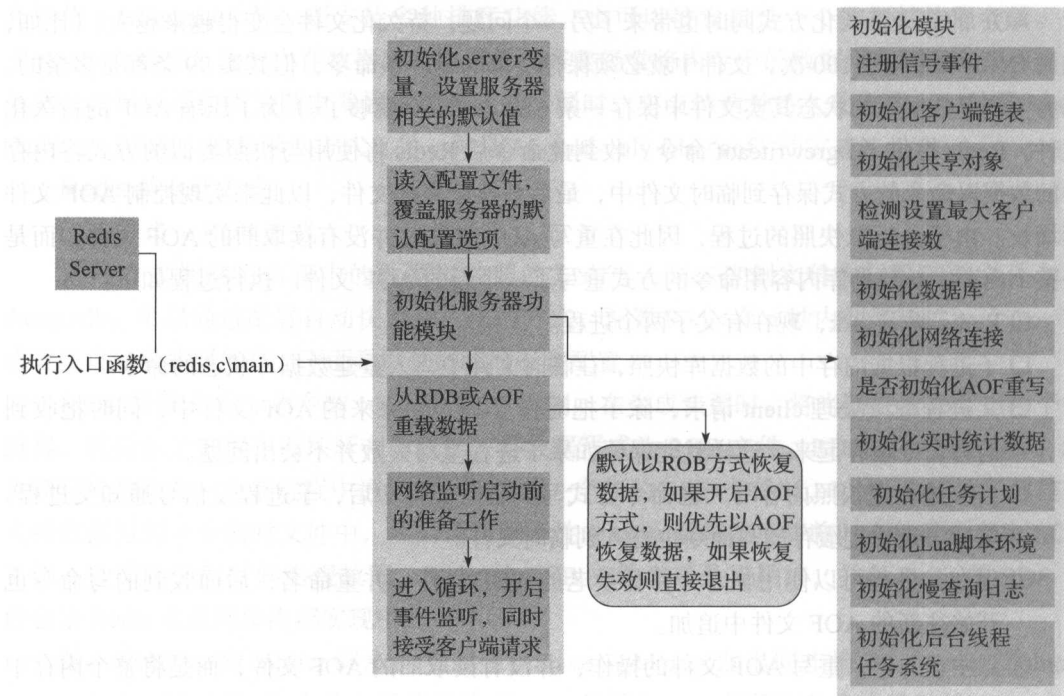 Redis
Server
执行入口函数（redis.c\main）
初始化server变
量，设置服务器
相关的默认值
读入配置文件，
覆盖服务器的默
认配置选项
初始化服务器功
能模块
从RDB或AOF
重载数据
网络监听启动前
的准备工作
进入循环，开启
事件监听，同时
接受客户端请求
默认以ROB方式恢复
数据，如果开启AOF
方式，则优先以AOF
恢复数据，如果恢复
失效则直接退出
初始化模块
注册信号事件
初始化客户端链表
初始化共享对象
检测设置最大客户
端连接数
初始化数据库
初始化网络连接
是否初始化AOF重写
初始化实时统计数据
初始化任务计划
初始化Lua脚本环境
初始化慢查询日志
初始化后台线程
任务系统